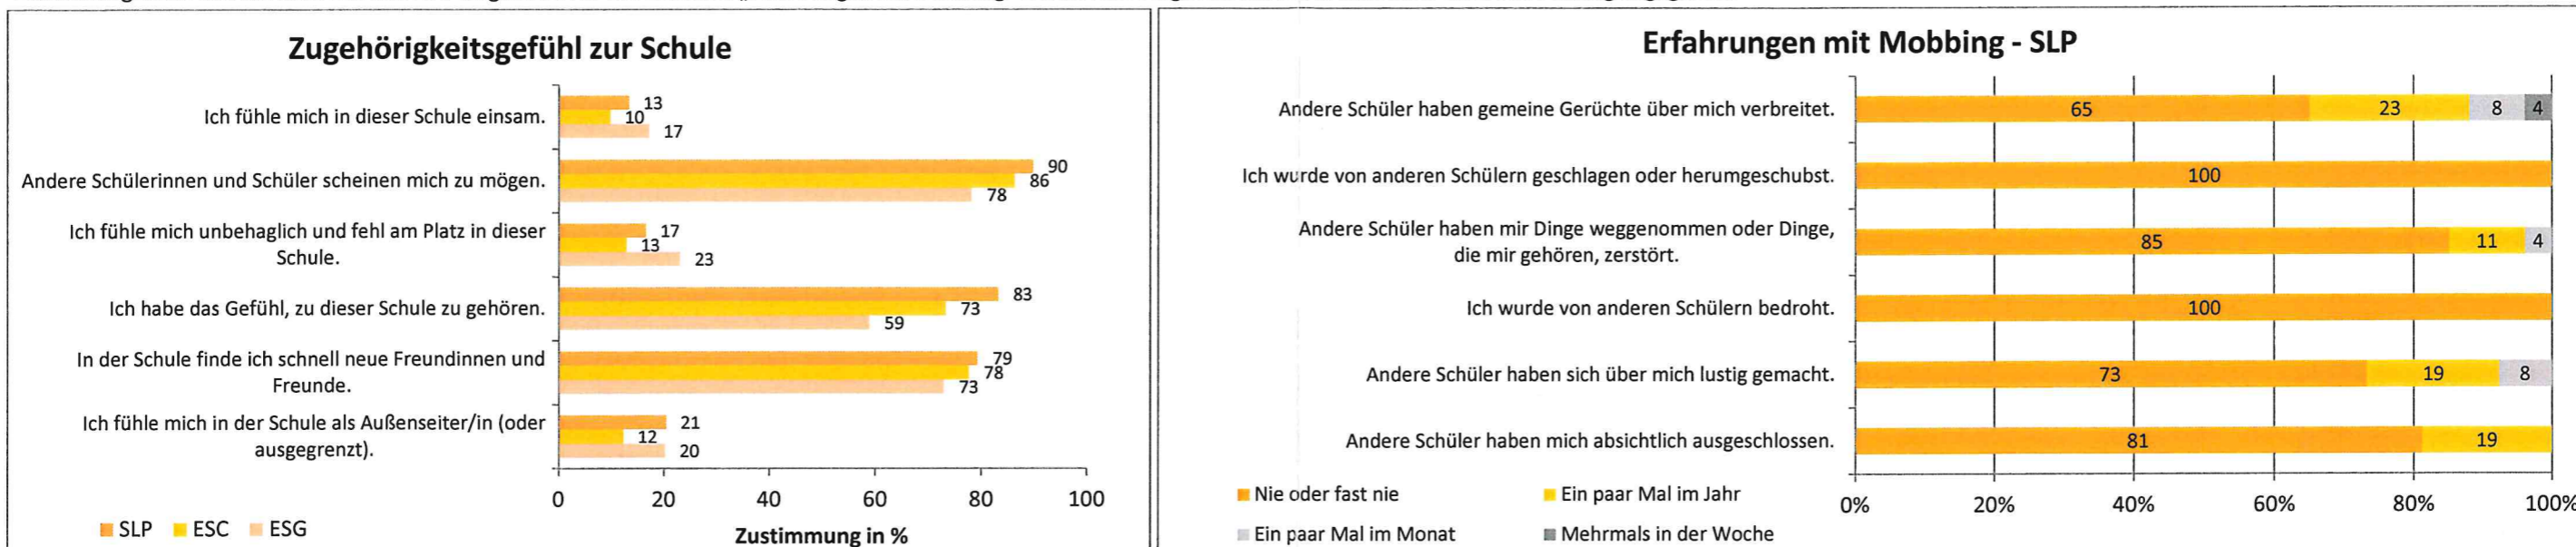 Zugehörigkeitsgefühl zur Schule
Ich fühle mich in dieser Schule einsam.
13
10
17
Andere Schülerinnen und Schüler scheinen mich zu mögen.
90
86
78
Ich fühle mich unbehaglich und fehl am Platz in dieser
Schule.
17
13
23
Ich habe das Gefühl, zu dieser Schule zu gehören.
83
73
59
In der Schule finde ich schnell neue Freundinnen und
Freunde.
79
78
73
Ich fühle mich in der Schule als Außenseiter/in (oder
ausgegrenzt).
21
12
20
0 20 40 60 80 100
SLP ESC ESG
Zustimmung in %
Erfahrungen mit Mobbing - SLP
Andere Schüler haben gemeine Gerüchte über mich verbreitet.
65 23 8 4
Ich wurde von anderen Schülern geschlagen oder herumgeschubst.
100
Andere Schüler haben mir Dinge weggenommen oder Dinge,
die mir gehören, zerstört.
85 11 4
Ich wurde von anderen Schülern bedroht.
100
Andere Schüler haben sich über mich lustig gemacht.
73 19 8
Andere Schüler haben mich absichtlich ausgeschlossen.
81 19
0% 20% 40% 60% 80% 100%
Nie oder fast nie Ein paar Mal im Jahr
Ein paar Mal im Monat Mehrmals in der Woche